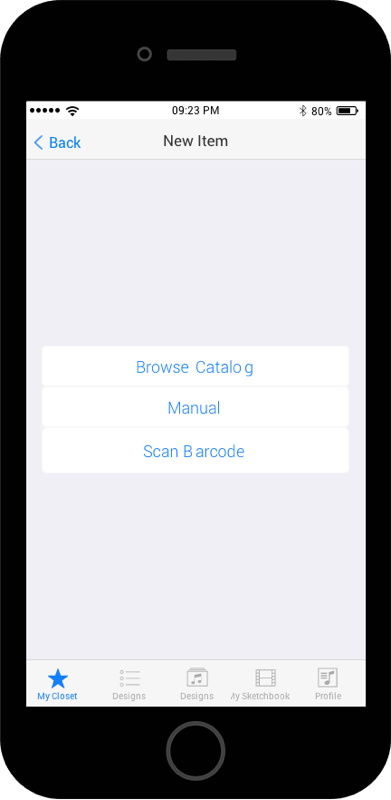 09:23 PM 80%
Back New Item
Browse Catalog
Manual
Scan Barcode
My Closet Designs Designs My Sketchbook Profile